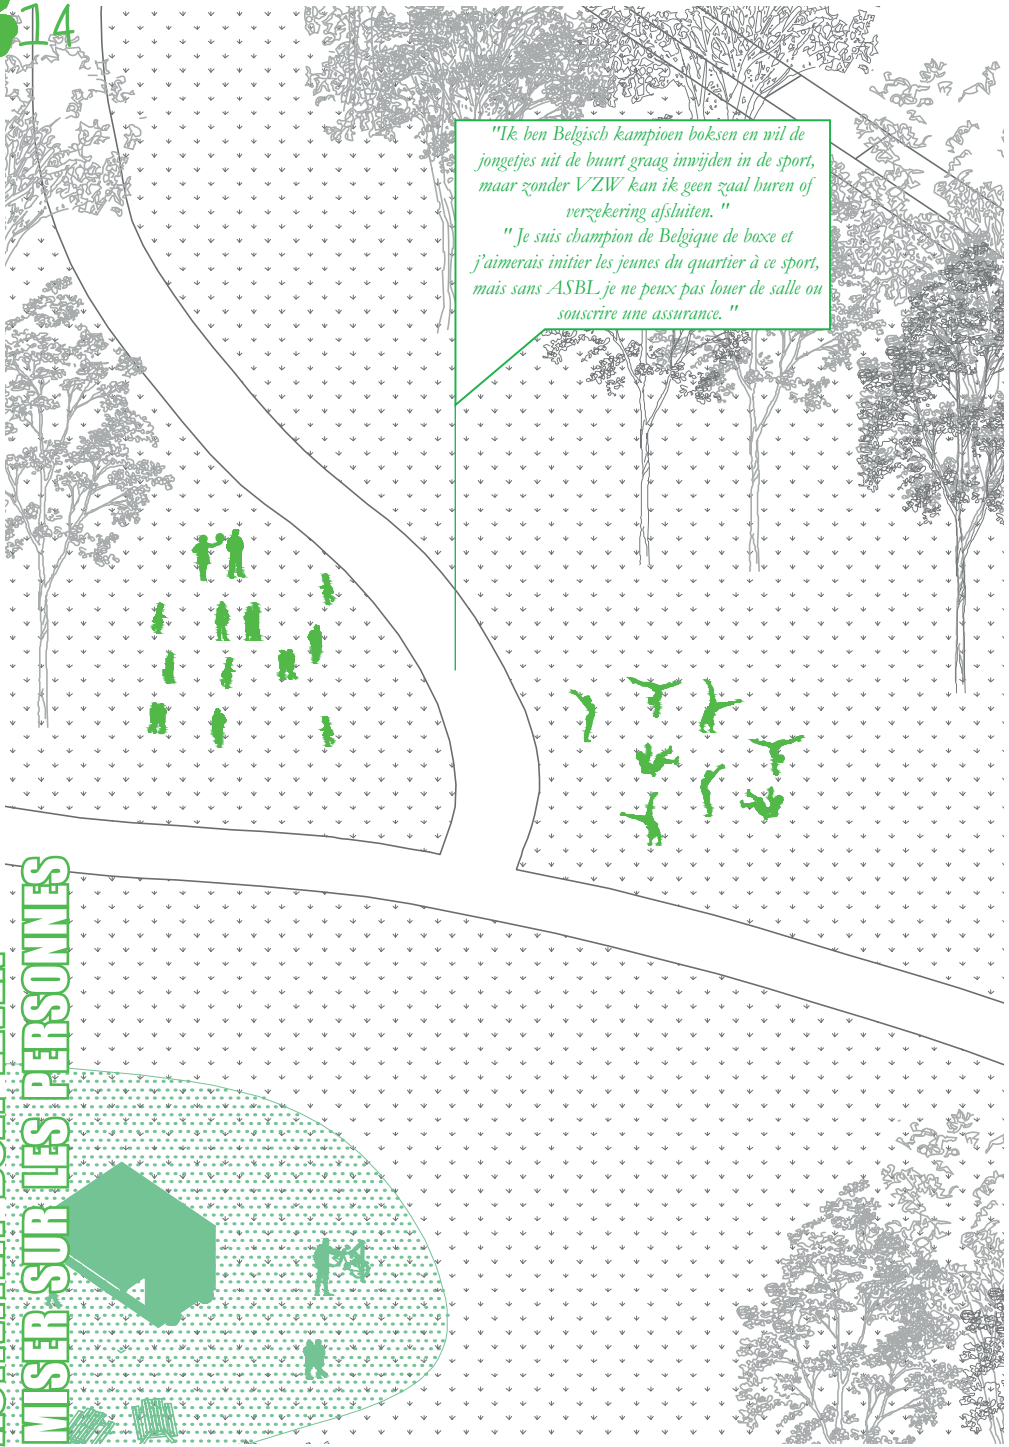 14
"Ik ben Belgisch kampioen boksen en wil de
jongetjes uit de buurt graag inwijden in de sport,
maar zonder VZW kan ik geen zaal huren of
verzekering afsluiten. "
" Je suis champion de Belgique de boxe et
j'aimerais initier les jeunes du quartier à ce sport,
mais sans ASBL je ne peux pas louer de salle ou
souscrire une assurance. "
MISER SUR LES PERSONNES